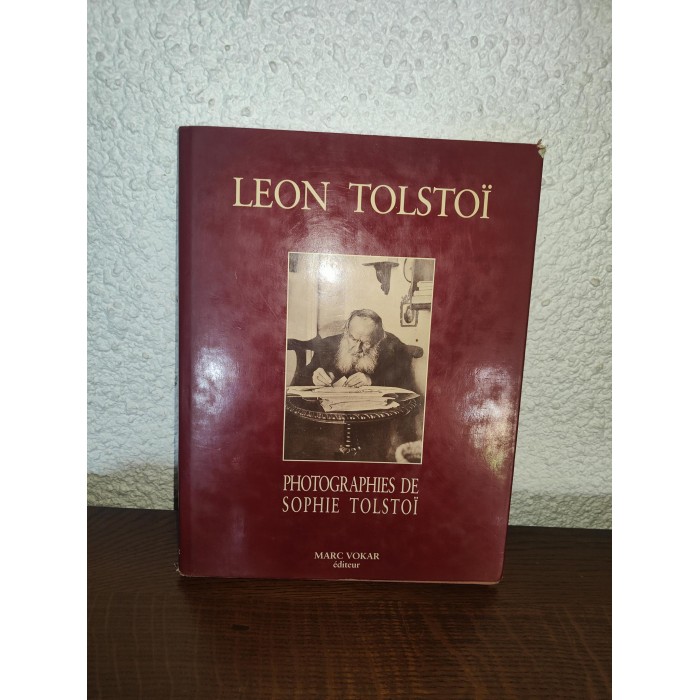 LEON TOLSTOÏ
PHOTOGRAPHIES DE
SOPHIE TOLSTOÏ
MARC VOKAR
éditeur